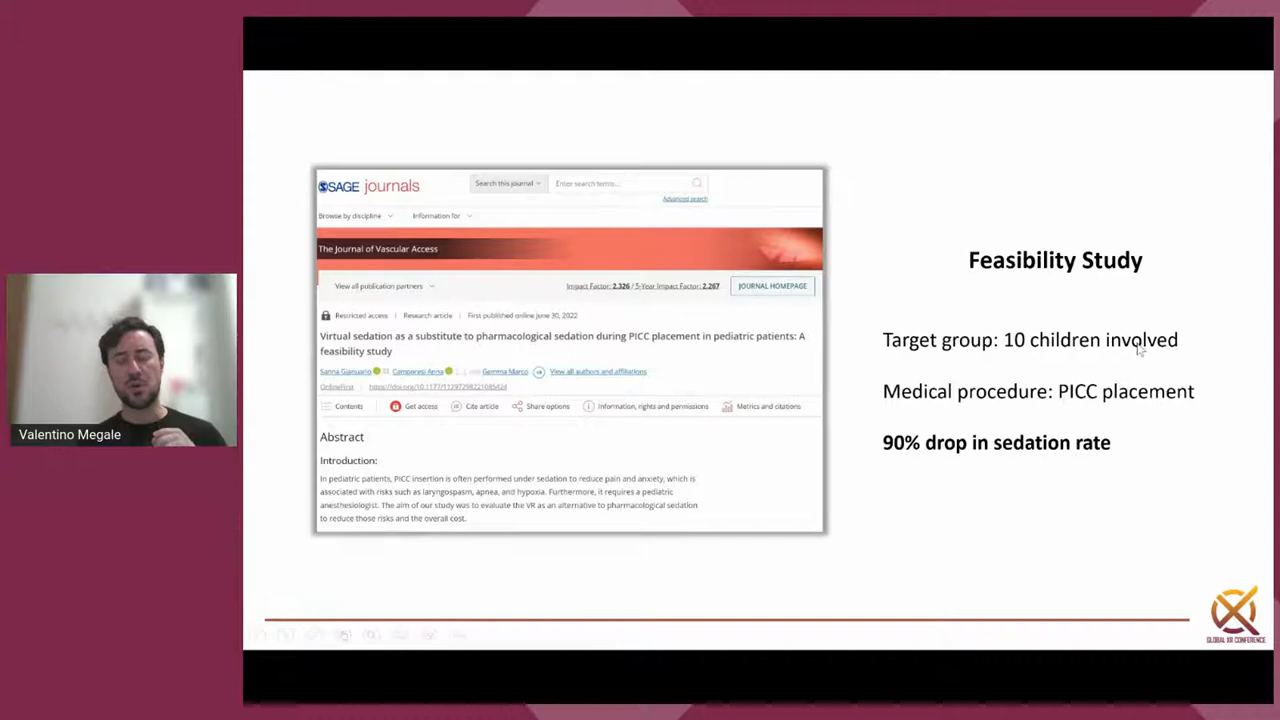 SAGE journals
Search this journal
Enter search terms...
Advanced search
Browse by discipline
Information for
The Journal of Vascular Access
View all publication partners
Impact Factor: 2.326 / 5-Year Impact Factor: 2.267
JOURNAL HOMEPAGE
Restricted access
Research article
First published online June 30, 2022
Virtual sedation as a substitute to pharmacological sedation during PICC placement in pediatric patients: A
feasibility study
Camporesi Anna
Gemma Marco
View all authors and affiliations
OnlineFirst
Contents
Get access
Cite article
Share options
Information, rights and permissions
Metrics and citations
Abstract
Introduction:
In pediatric patients, PICC insertion is often performed under sedation to reduce pain and anxiety, which is
associated with risks such as laryngospasm, apnea, and hypoxia. Furthermore, it requires a pediatric
anesthesiologist. The aim of our study was to evaluate the VR as an alternative to pharmacological sedation
to reduce those risks and the overall cost.
Feasibility Study
Target group: 10 children involved
Medical procedure: PICC placement
90% drop in sedation rate
Valentino Megale
GLOBAL XR CONFERENCE